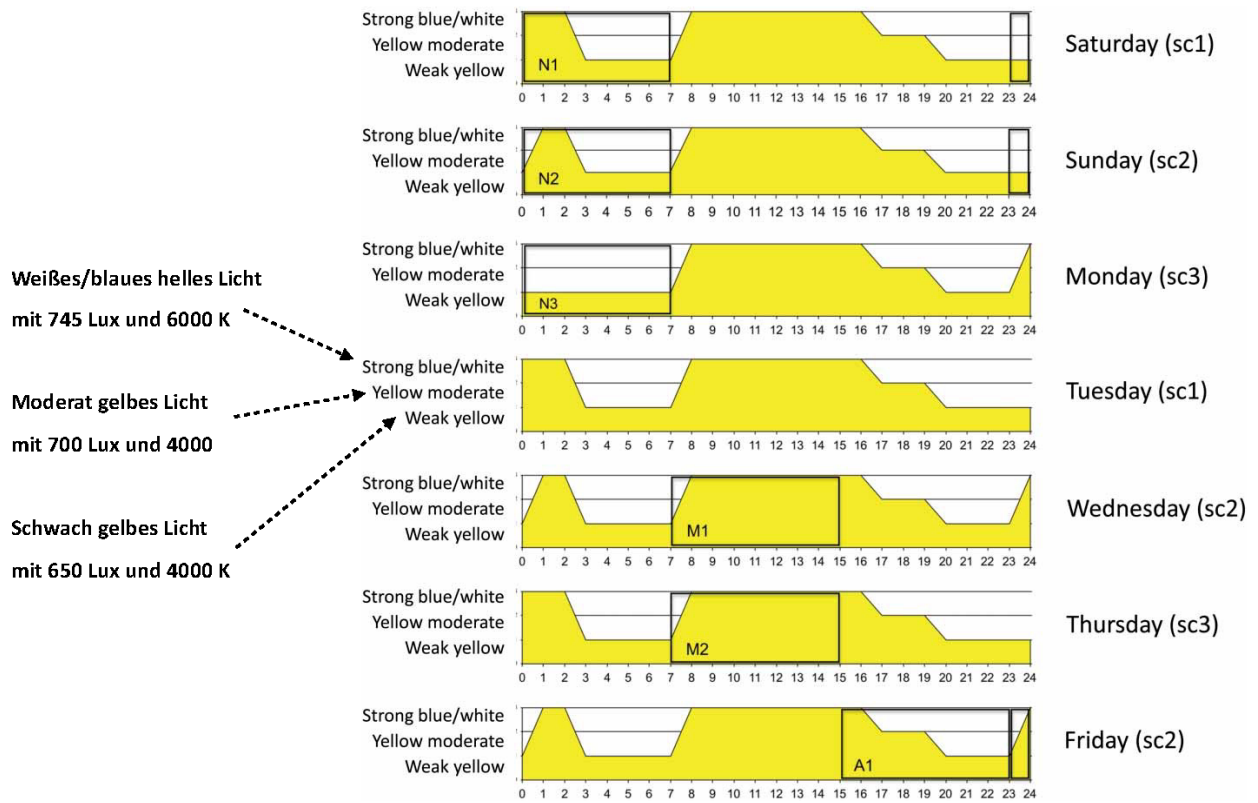 Strong blue/white
Yellow moderate
Weak yellow
N1
0 1 2 3 4 5 6 7 8 9 10 11 12 13 14 15 16 17 18 19 20 21 22 23 24
Saturday (sc1)
Strong blue/white
Yellow moderate
Weak yellow
N2
0 1 2 3 4 5 6 7 8 9 10 11 12 13 14 15 16 17 18 19 20 21 22 23 24
Sunday (sc2)
Strong blue/white
Yellow moderate
Weak yellow
N3
0 1 2 3 4 5 6 7 8 9 10 11 12 13 14 15 16 17 18 19 20 21 22 23 24
Monday (sc3)
Weißes/blaues helles Licht
mit 745 Lux und 6000 K
Moderat gelbes Licht
mit 700 Lux und 4000
Schwach gelbes Licht
mit 650 Lux und 4000 K
Strong blue/white
Yellow moderate
Weak yellow
0 1 2 3 4 5 6 7 8 9 10 11 12 13 14 15 16 17 18 19 20 21 22 23 24
Tuesday (sc1)
Strong blue/white
Yellow moderate
Weak yellow
M1
0 1 2 3 4 5 6 7 8 9 10 11 12 13 14 15 16 17 18 19 20 21 22 23 24
Wednesday (sc2)
Strong blue/white
Yellow moderate
Weak yellow
M2
0 1 2 3 4 5 6 7 8 9 10 11 12 13 14 15 16 17 18 19 20 21 22 23 24
Thursday (sc3)
Strong blue/white
Yellow moderate
Weak yellow
A1
0 1 2 3 4 5 6 7 8 9 10 11 12 13 14 15 16 17 18 19 20 21 22 23 24
Friday (sc2)